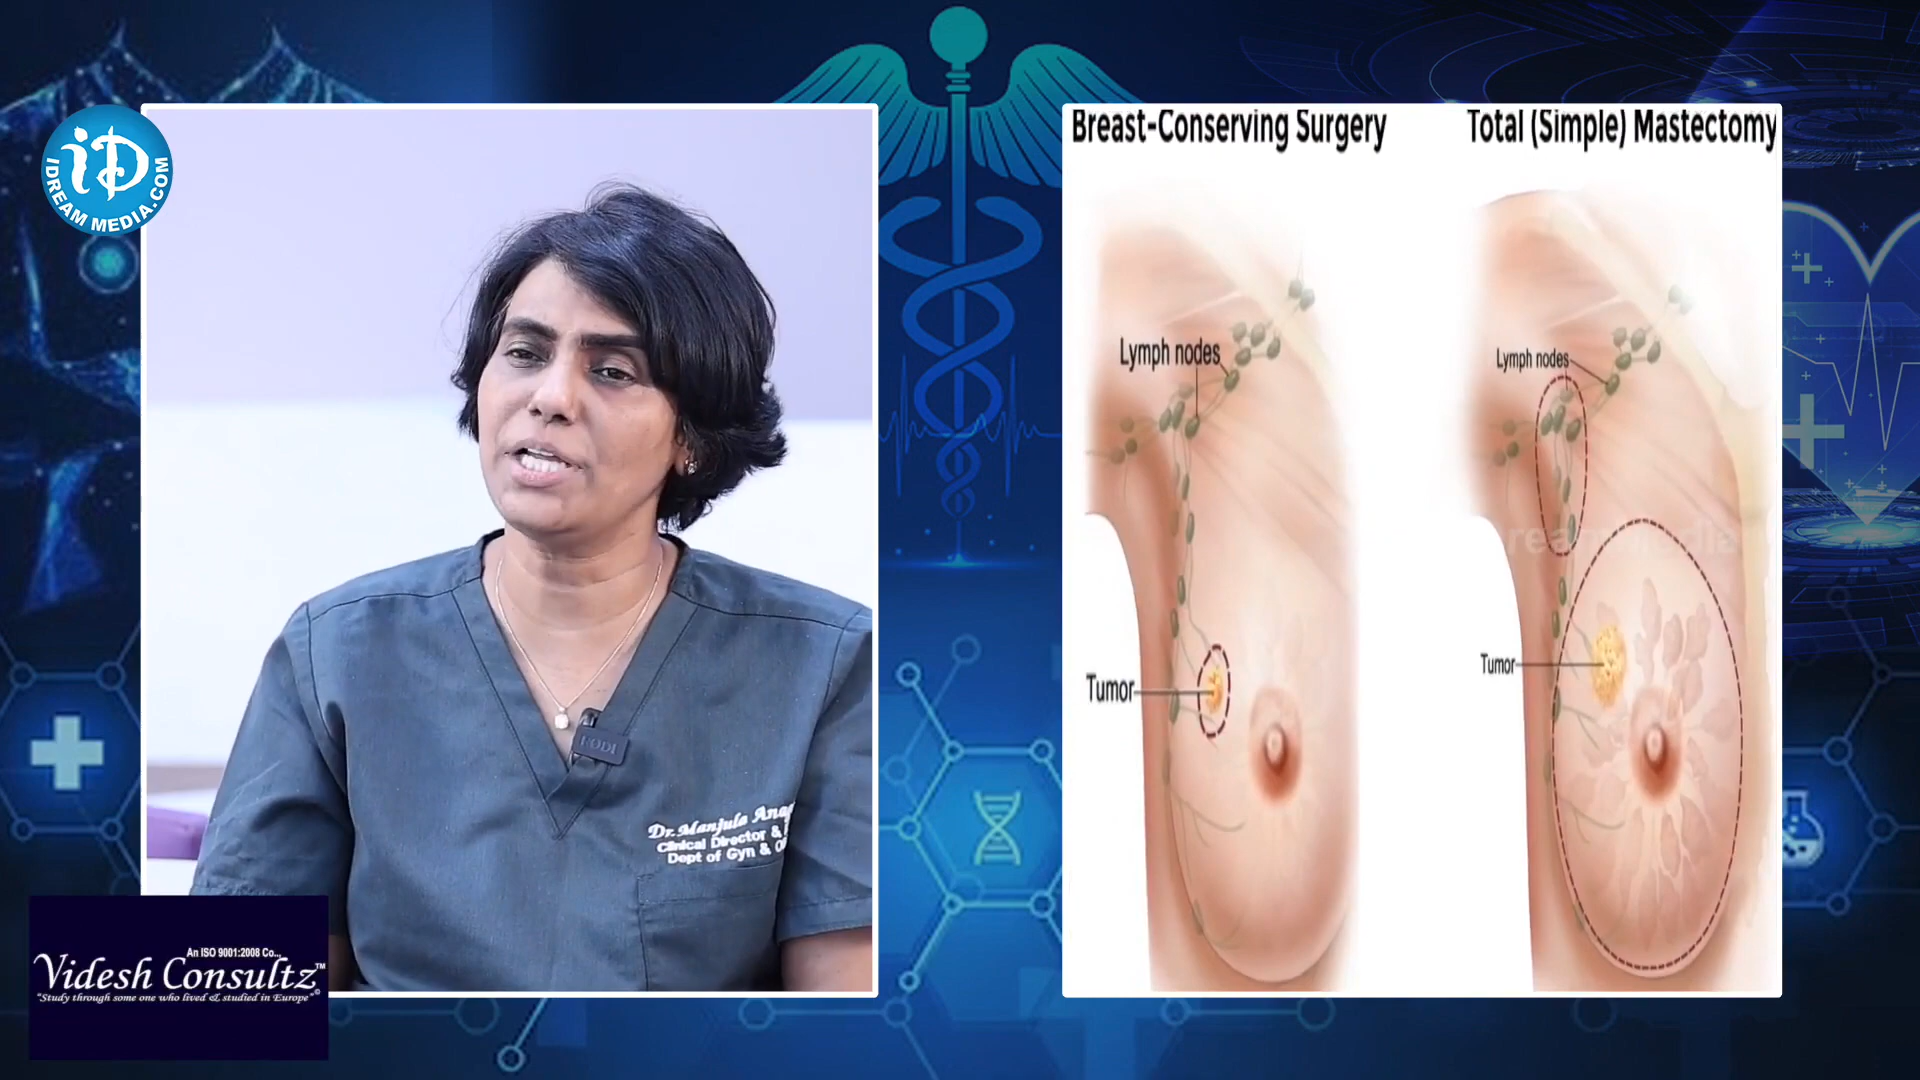 iD
IDREAM MEDIA.COM
Breast-Conserving Surgery
Total (Simple) Mastectomy
Lymph nodes
Lymph nodes
Tumor
Tumor
Dr. Manjula
Clinical Director &
Dept of Gyn &
An ISO 9001:2008 Co..,
Videsh Consultz™
"Study through some one who lived & studied in Europe"©